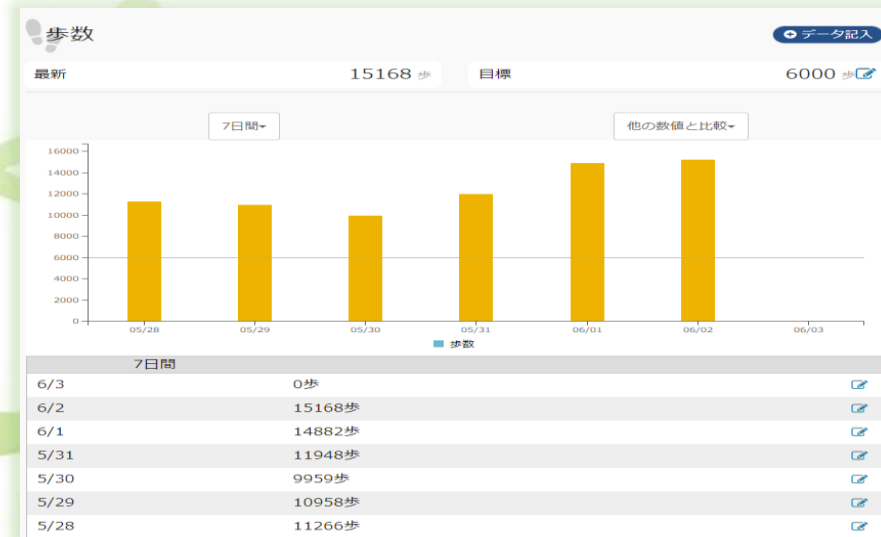 歩数
データ記入
最新 15168 歩 目標 6000 歩
7日間 他の数値と比較
16000
14000
12000
10000
8000
6000
4000
2000
0
05/28 05/29 05/30 05/31 06/01 06/02 06/03
歩数
7日間
6/3 0歩
6/2 15168歩
6/1 14882歩
5/31 11948歩
5/30 9959歩
5/29 10958歩
5/28 11266歩